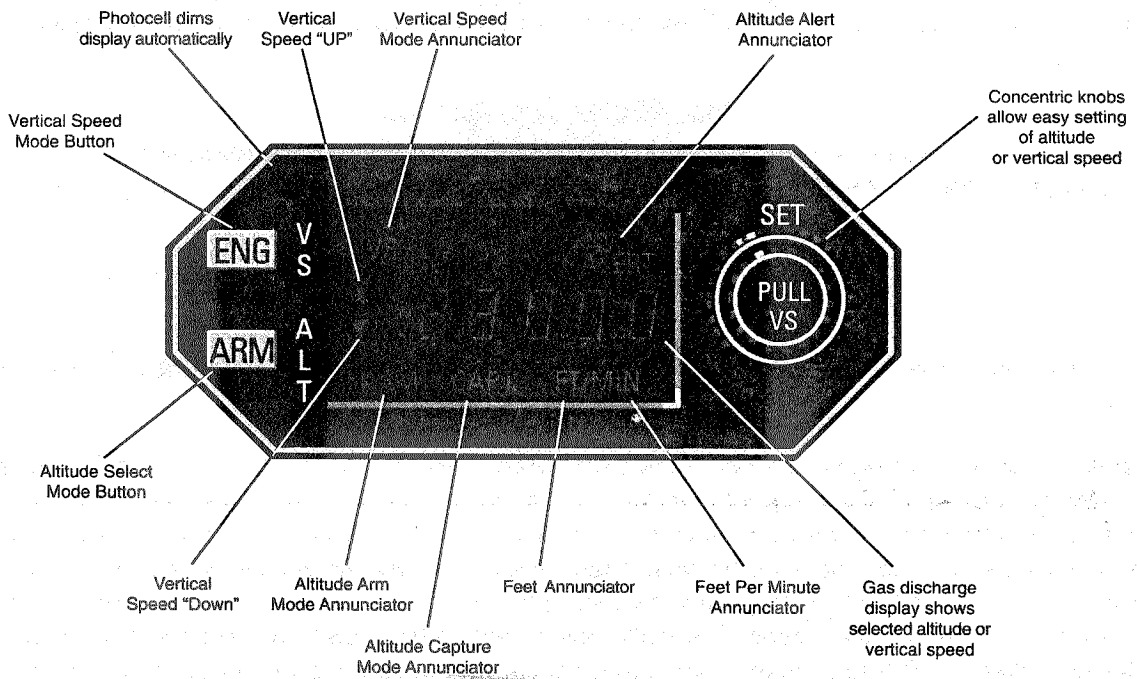 Photocell dims
display automatically
Vertical
Speed “UP”
Vertical Speed
Mode Annunciator
Altitude Alert
Annunciator
Concentric knobs
allow easy setting
of altitude
or vertical speed
Vertical Speed
Mode Button
ENG
VS
SET
PULL
VS
ARM
ALT
FT/MIN
Altitude Select
Mode Button
Vertical
Speed “Down”
Altitude Arm
Mode Annunciator
Altitude Capture
Mode Annunciator
Feet Annunciator
Feet Per Minute
Annunciator
Gas discharge
display shows
selected altitude or
vertical speed